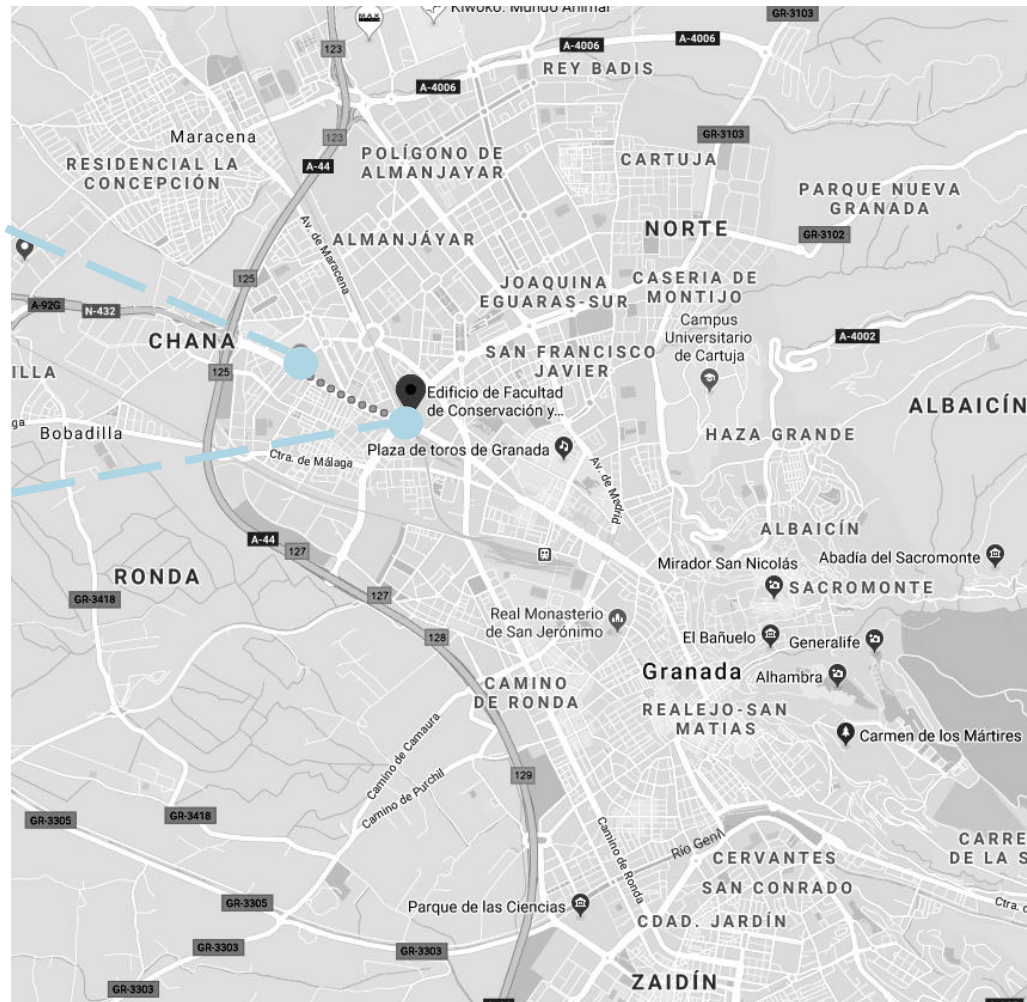 Kiwoko: Mundo Animal
MAX
GR-3103
123
A-4006
A-4006
REY BADIS
A-4006
Maracena
123
GR-3103
RESIDENCIAL LA
CONCEPCIÓN
A-44
POLÍGONO DE
ALMANJAYAR
CARTUJA
PARQUE NUEVA
GRANADA
Av. de Maracena
ALMANJÁYAR
NORTE
GR-3102
125
JOAQUINA
EGUARAS-SUR
CASERIA DE
MONTIJO
A-92G
N-432
Campus
Universitario
de Cartuja
CHANA
SAN FRANCISCO
JAVIER
A-4002
125
ILLA
Edificio de Facultad
de Conservación y...
ALBAICÍN
ga
Bobadilla
HAZA GRANDE
Plaza de toros de Granada
Ctra. de Málaga
Av. de Madrid
ALBAICÍN
A-44
127
Mirador San Nicolás
Abadía del Sacromonte
RONDA
SACROMONTE
GR-3418
127
Real Monasterio
de San Jerónimo
128
El Bañuelo
Generalife
Granada
Alhambra
CAMINO
DE RONDA
REALEJO-SAN
MATIAS
Carmen de los Mártires
Camino de Camaura
129
Camino de Purchil
GR-3305
GR-3418
Camino de Ronda
Río Genil
CARRE
DE LA S
CERVANTES
SAN CONRADO
GR-3305
Parque de las Ciencias
Ctra. d
CDAD. JARDÍN
GR-3303
GR-3303
ZAIDÍN
GR-3303